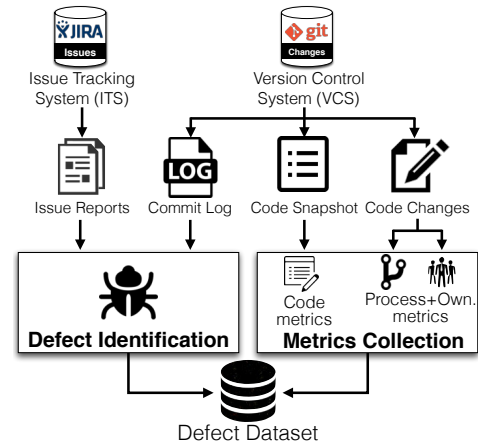 JIRA
Issues
git
Changes
Issue Tracking
System (ITS)
Version Control
System (VCS)
LOG
Issue Reports
Commit Log
Code Snapshot
Code Changes
Code
metrics
Process+Own.
metrics
Defect Identification
Metrics Collection
Defect Dataset